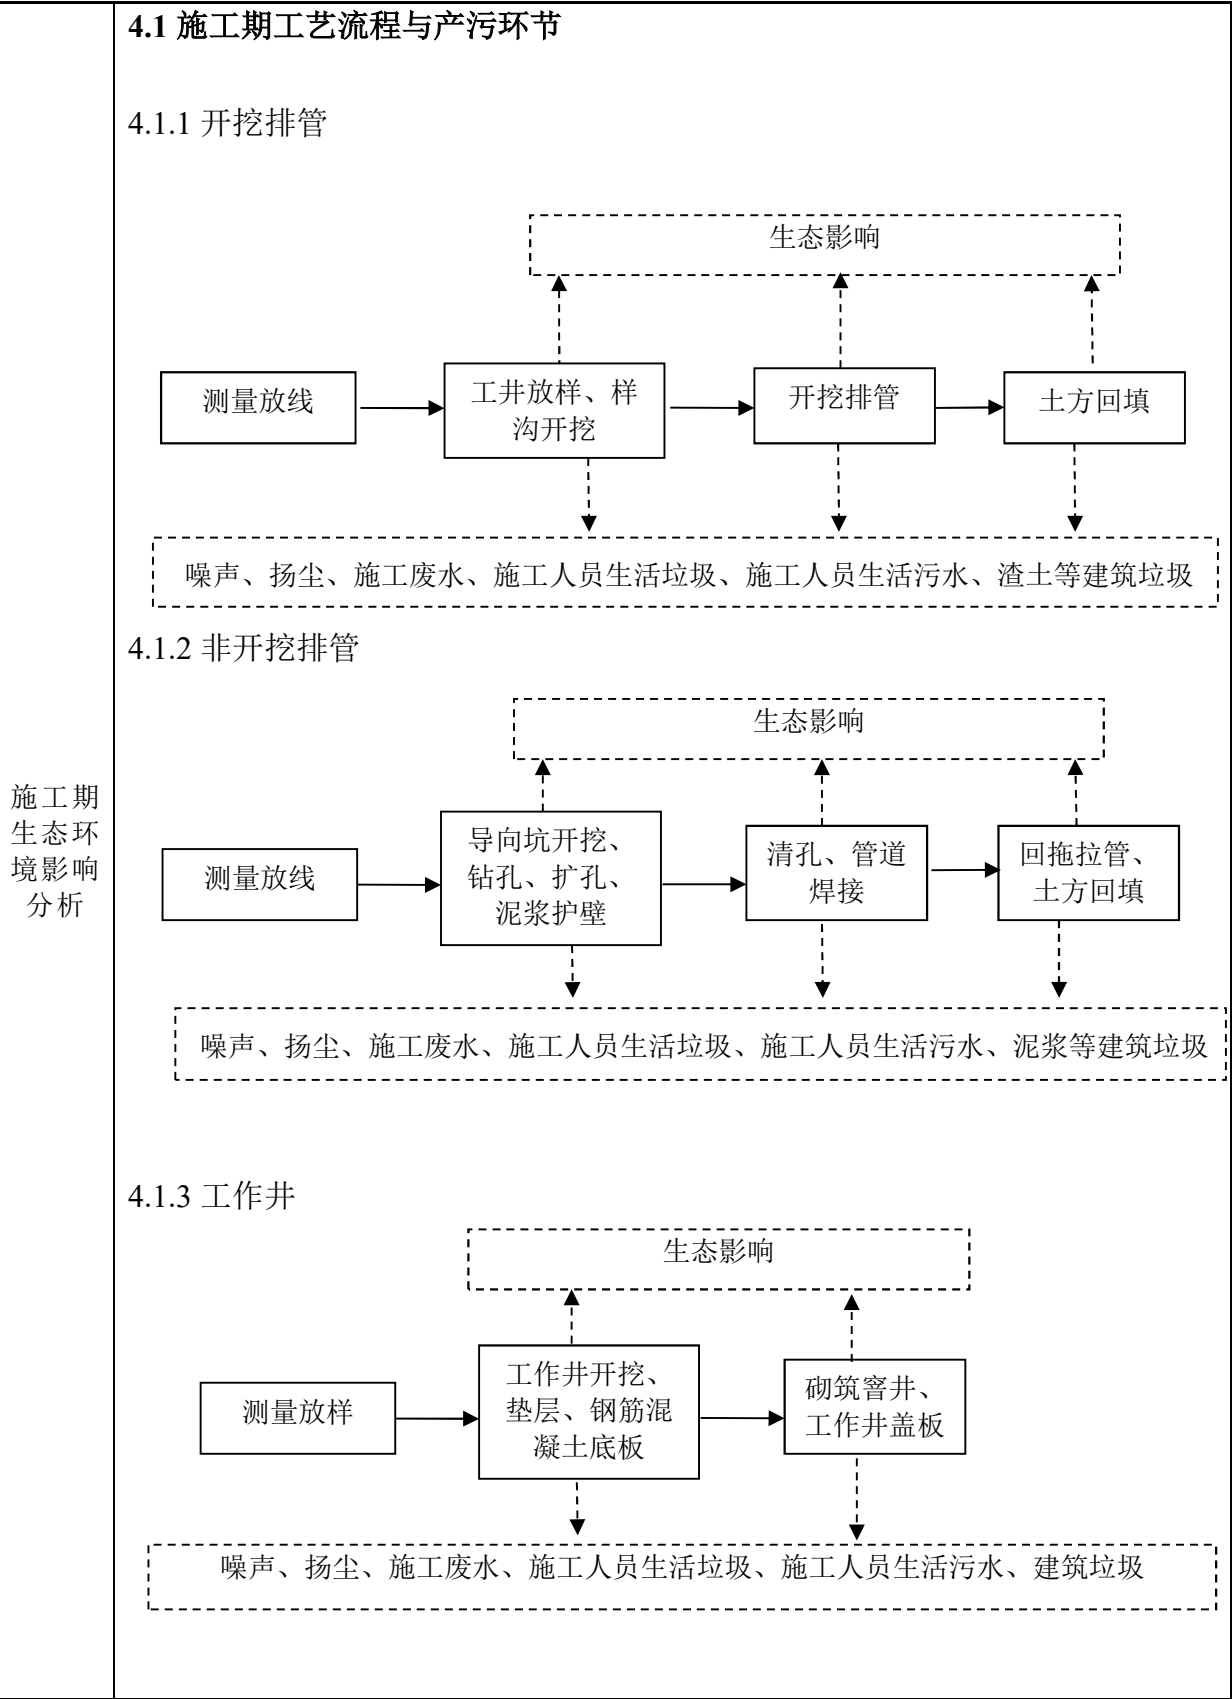 施工期
生态环
境影响
分析
4.1 施工期工艺流程与产污环节
4.1.1 开挖排管
生态影响
测量放线
工井放样、样
沟开挖
开挖排管
土方回填
噪声、扬尘、施工废水、施工人员生活垃圾、施工人员生活污水、渣土等建筑垃圾
4.1.2 非开挖排管
生态影响
测量放线
导向坑开挖、
钻孔、扩孔、
泥浆护壁
清孔、管道
焊接
回拖拉管、
土方回填
噪声、扬尘、施工废水、施工人员生活垃圾、施工人员生活污水、泥浆等建筑垃圾
4.1.3 工作井
生态影响
测量放样
工作井开挖、
垫层、钢筋混
凝土底板
砌筑窨井、
工作井盖板
噪声、扬尘、施工废水、施工人员生活垃圾、施工人员生活污水、建筑垃圾